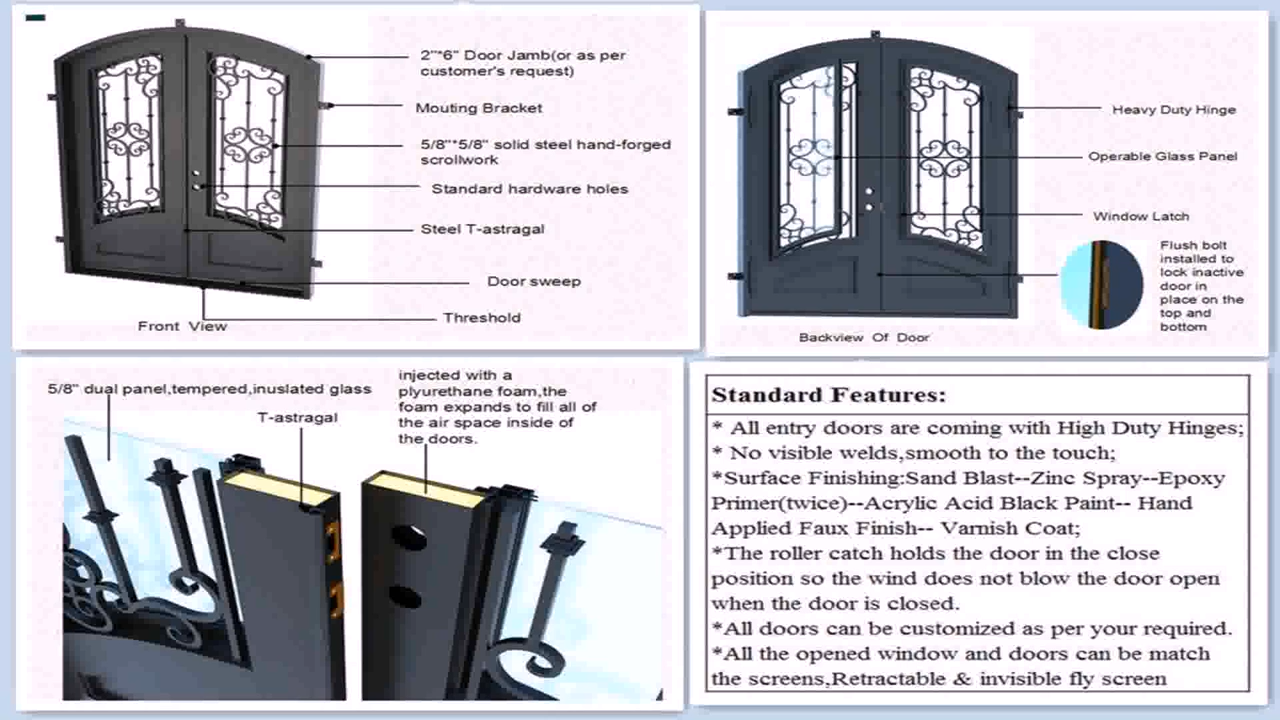 2"*6" Door Jamb(or as per
customer's request)
Mouting Bracket
5/8"*5/8" solid steel hand-forged
scrollwork
Standard hardware holes
Steel T-astragal
Door sweep
Threshold
Front View
Heavy Duty Hinge
Operable Glass Panel
Window Latch
Flush bolt
installed to
lock inactive
door in
place on the
top and
bottom
Backview Of Door
5/8" dual panel,tempered,inuslated glass
T-astragal
injected with a
plyurethane foam,the
foam expands to fill all of
the air space inside of
the doors.
Standard Features:
* All entry doors are coming with High Duty Hinges;
* No visible welds,smooth to the touch;
*Surface Finishing:Sand Blast--Zinc Spray--Epoxy
Primer(twice)--Acrylic Acid Black Paint-- Hand
Applied Faux Finish-- Varnish Coat;
*The roller catch holds the door in the close
position so the wind does not blow the door open
when the door is closed.
*All doors can be customized as per your required.
*All the opened window and doors can be match
the screens,Retractable & invisible fly screen